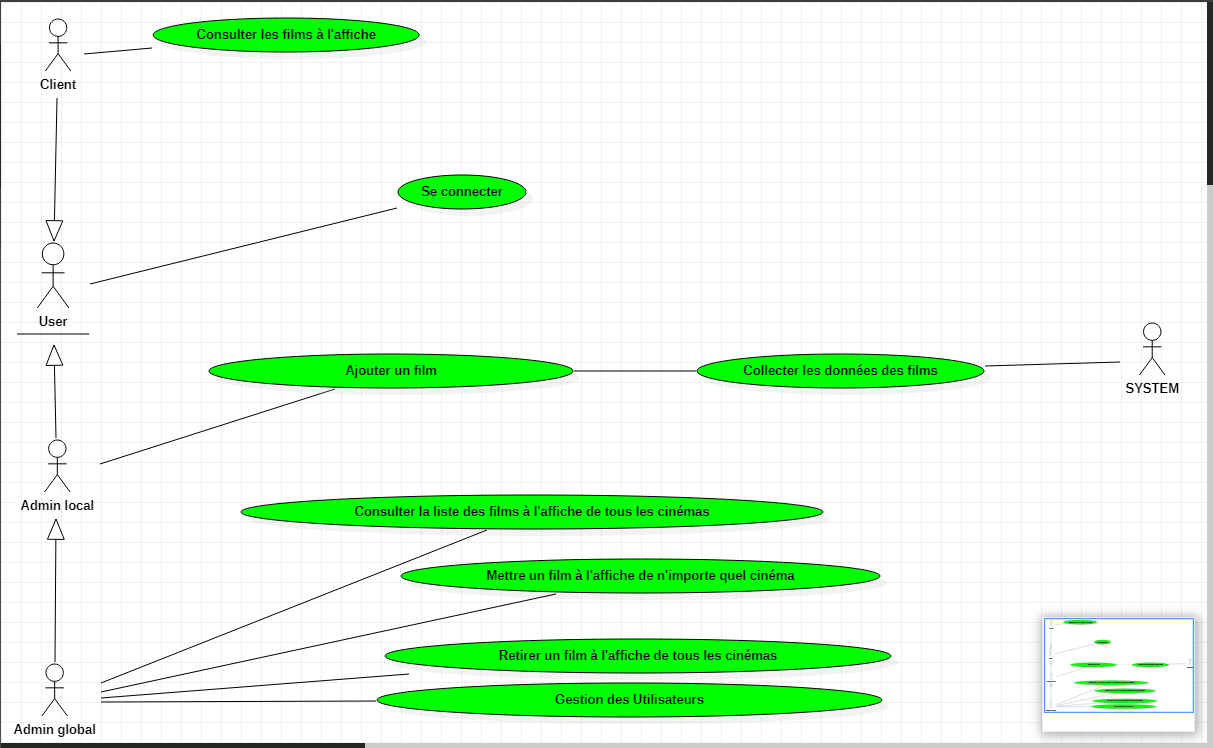 Consulter les films à l'affiche
Client
Se connecter
User
Ajouter un film
Collecter les données des films
SYSTEM
Admin local
Consulter la liste des films à l'affiche de tous les cinémas
Mettre un film à l'affiche de n'importe quel cinéma
Retirer un film à l'affiche de tous les cinémas
Gestion des Utilisateurs
Admin global